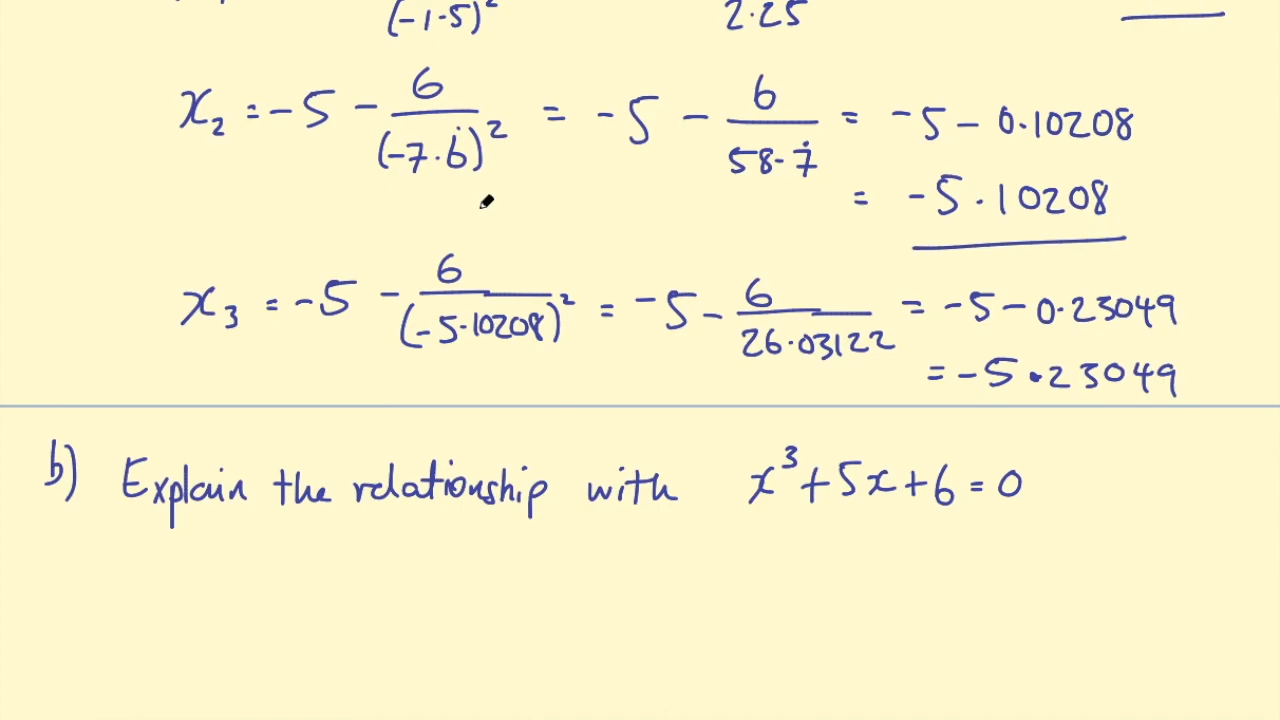 (-1·5)² 2·25
x₂ = -5 - 6/(-7·6̇)² = -5 - 6/58·7̇ = -5 - 0·10208
= -5·10208
x₃ = -5 - 6/(-5·10208)² = -5 - 6/26·03122 = -5 - 0·23049
= -5·23049
b) Explain the relationship with x³+5x+6=0